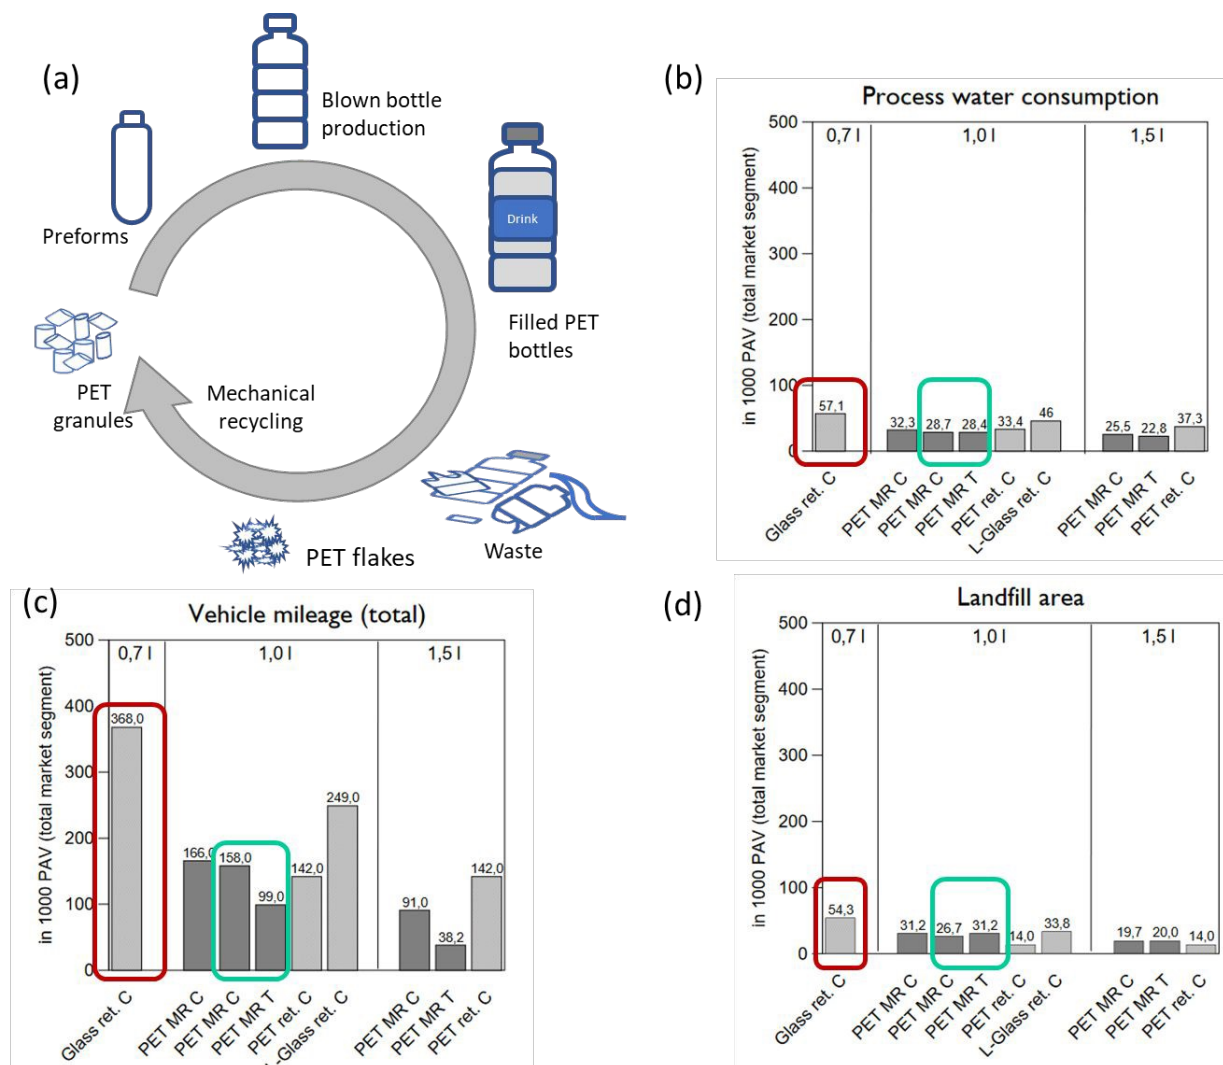 (a)
Blown bottle
production
Drink
Preforms
Filled PET
bottles
PET
granules
Mechanical
recycling
Waste
PET flakes
(b)
Process water consumption
in 1000 PAV (total market segment)
500
400
300
200
100
0
0,7 l
1,0 l
1,5 l
57,1
32,3
28,7
28,4
33,4
46
25,5
22,8
37,3
Glass ret. C
PET MR C
PET MR C
PET MR T
PET ret. C
L-Glass ret. C
PET MR C
PET MR T
PET ret. C
(c)
Vehicle mileage (total)
in 1000 PAV (total market segment)
500
400
300
200
100
0
0,7 l
1,0 l
1,5 l
368,0
166,0
158,0
99,0
142,0
249,0
91,0
38,2
142,0
Glass ret. C
PET MR C
PET MR C
PET MR T
PET ret. C
L-Glass ret. C
PET MR C
PET MR T
PET ret. C
(d)
Landfill area
in 1000 PAV (total market segment)
500
400
300
200
100
0
0,7 l
1,0 l
1,5 l
54,3
31,2
26,7
31,2
14,0
33,8
19,7
20,0
14,0
Glass ret. C
PET MR C
PET MR C
PET MR T
PET ret. C
L-Glass ret. C
PET MR C
PET MR T
PET ret. C